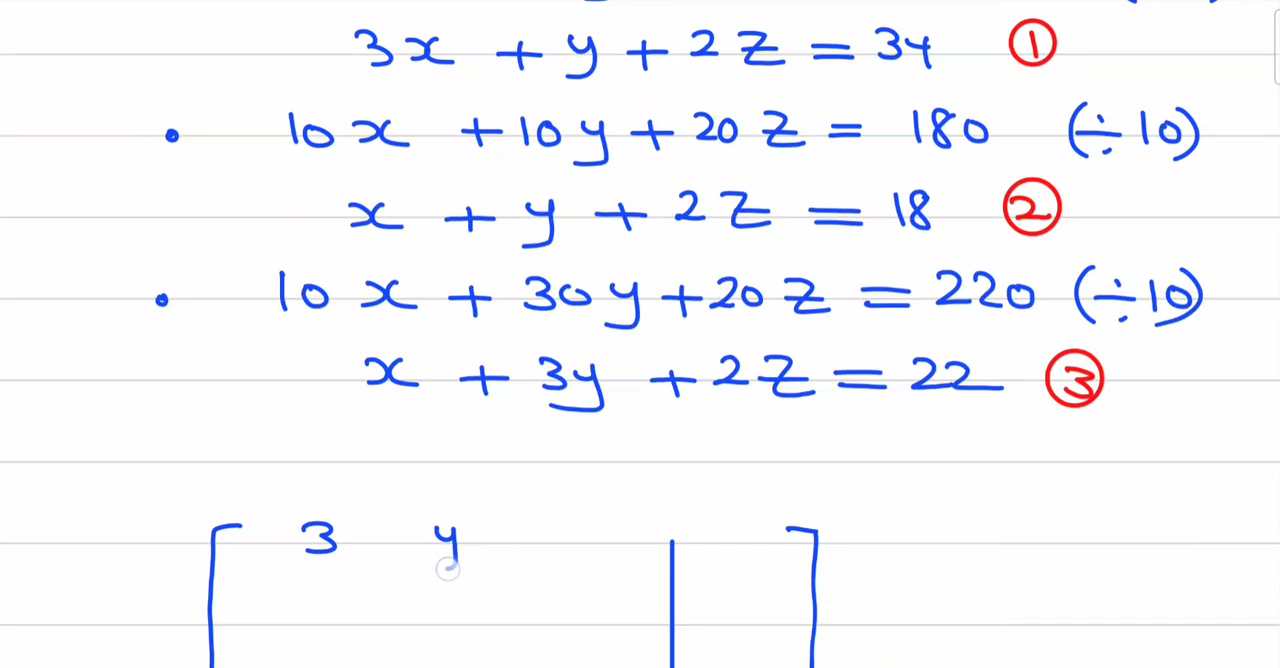 3x + y + 2z = 34 ①
• 10x + 10y + 20z = 180 (÷10)
x + y + 2z = 18 ②
• 10x + 30y + 20z = 220 (÷10)
x + 3y + 2z = 22 ③
3 y